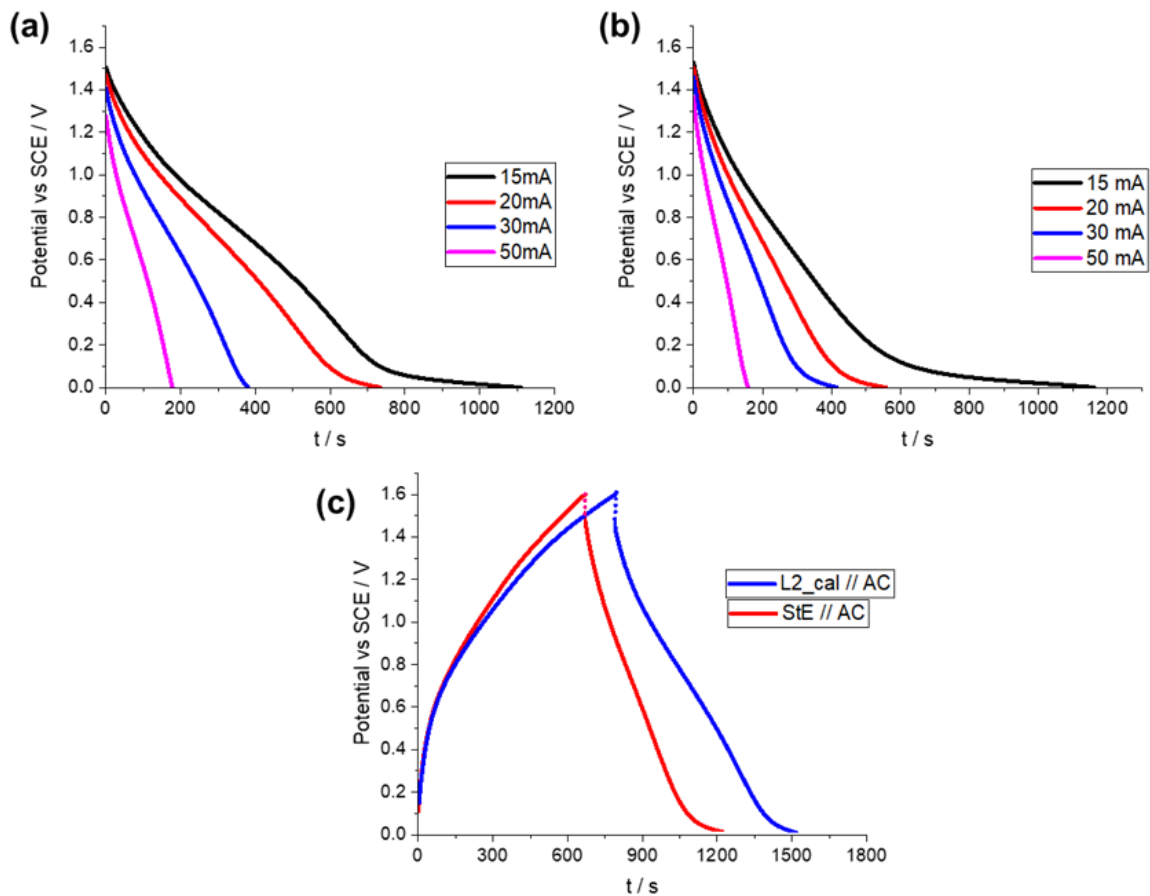 (a)
Potential vs SCE / V
1.6
1.4
1.2
1.0
0.8
0.6
0.4
0.2
0.0
0 200 400 600 800 1000 1200
t / s
15mA
20mA
30mA
50mA
(b)
Potential vs SCE / V
1.6
1.4
1.2
1.0
0.8
0.6
0.4
0.2
0.0
0 200 400 600 800 1000 1200
t / s
15 mA
20 mA
30 mA
50 mA
(c)
Potential vs SCE / V
1.6
1.4
1.2
1.0
0.8
0.6
0.4
0.2
0.0
0 300 600 900 1200 1500 1800
t / s
L2_cal // AC
StE // AC